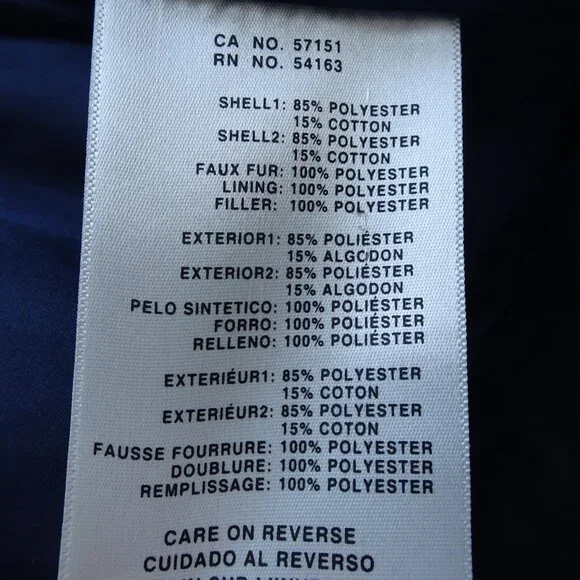 CA NO. 57151
RN NO. 54163
SHELL1: 85% POLYESTER
15% COTTON
SHELL2: 85% POLYESTER
15% COTTON
FAUX FUR: 100% POLYESTER
LINING: 100% POLYESTER
FILLER: 100% POLYESTER
EXTERIOR1: 85% POLIÉSTER
15% ALGODON
EXTERIOR2: 85% POLIÉSTER
15% ALGODON
PELO SINTETICO: 100% POLIÉSTER
FORRO: 100% POLIÉSTER
RELLENO: 100% POLIÉSTER
EXTERIÉUR1: 85% POLYESTER
15% COTON
EXTERIÉUR2: 85% POLYESTER
15% COTON
FAUSSE FOURRURE: 100% POLYESTER
DOUBLURE: 100% POLYESTER
REMPLISSAGE: 100% POLYESTER
CARE ON REVERSE
CUIDADO AL REVERSO